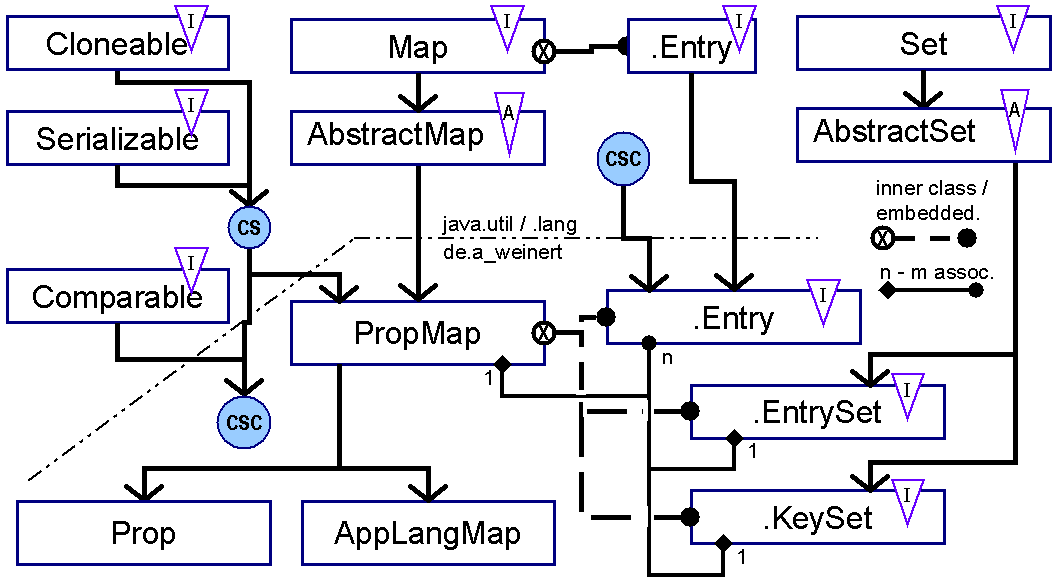 Cloneable
I
Map
I
.Entry
I
Set
I
Serializable
I
AbstractMap
A
AbstractSet
A
CSC
inner class /
embedded.
CS
java.util / .lang
de.a_weinert
n - m assoc.
Comparable
I
PropMap
.Entry
I
1
n
.EntrySet
I
CSC
1
Prop
AppLangMap
.KeySet
I
1